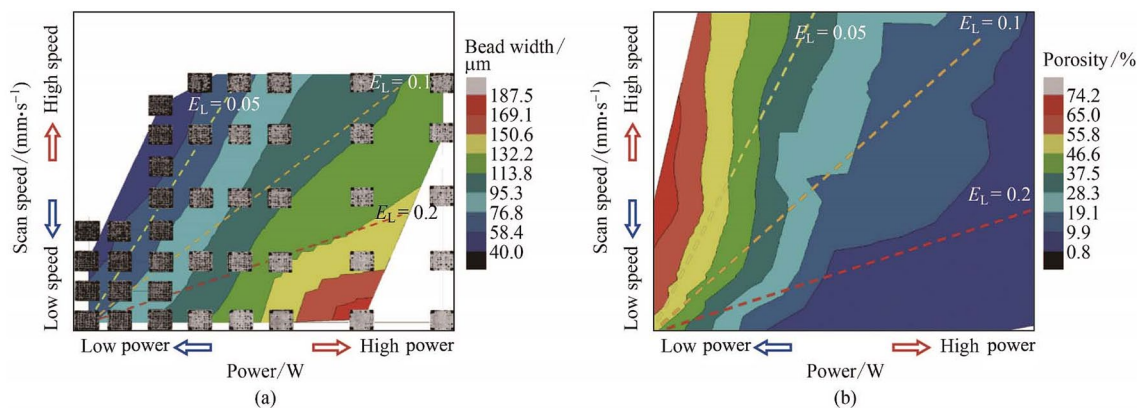 Bead width /
μm
187.5
169.1
150.6
132.2
113.8
95.3
76.8
58.4
40.0
Scan speed /(mm·s⁻¹)
High speed
Low speed
E_L = 0.05
E_L = 0.1
E_L = 0.2
Low power
High power
Power/W
(a)
Porosity/%
74.2
65.0
55.8
46.6
37.5
28.3
19.1
10.0
0.8
Scan speed /(mm·s⁻¹)
High speed
Low speed
E_L = 0.05
E_L = 0.1
E_L = 0.2
Low power
High power
Power/W
(b)